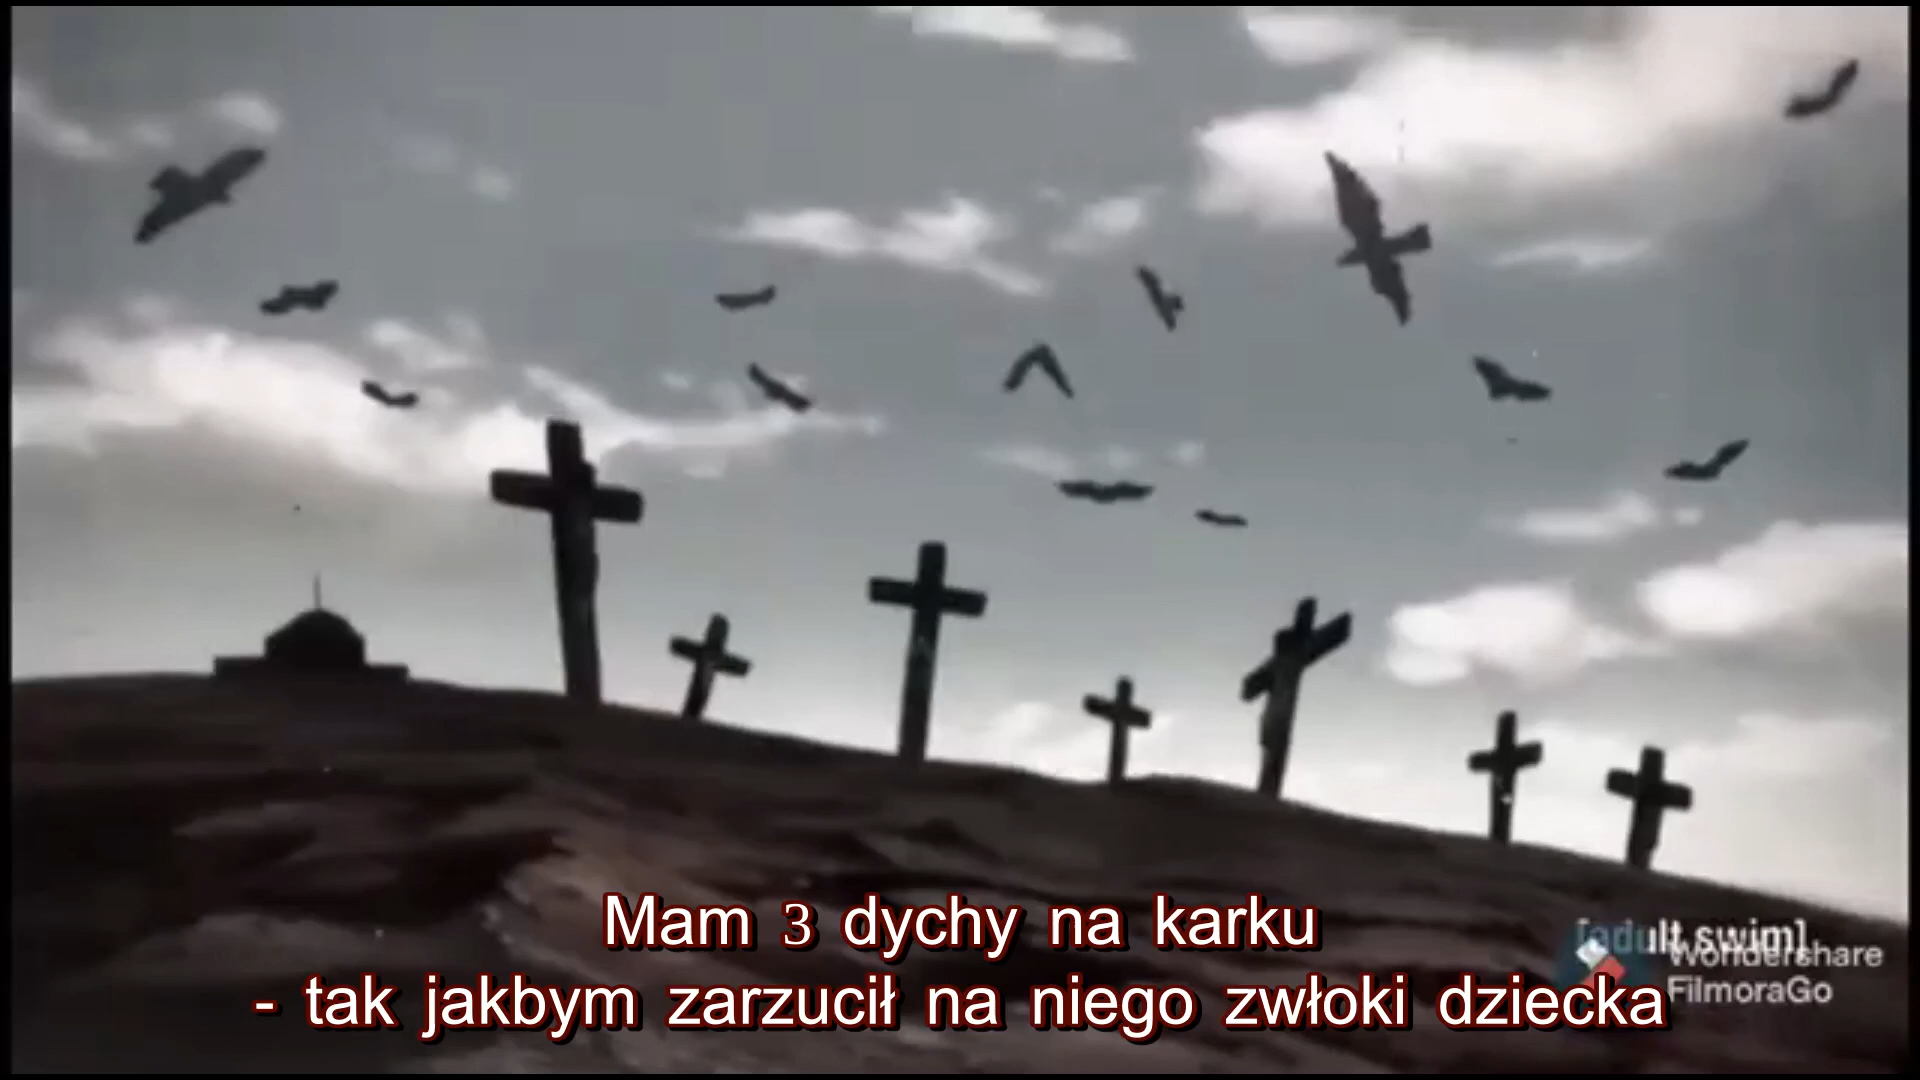 Mam 3 dychy na karku
- tak jakbym zarzucił na niego zwłoki dziecka
[adult swim]
Wondershare
FilmoraGo